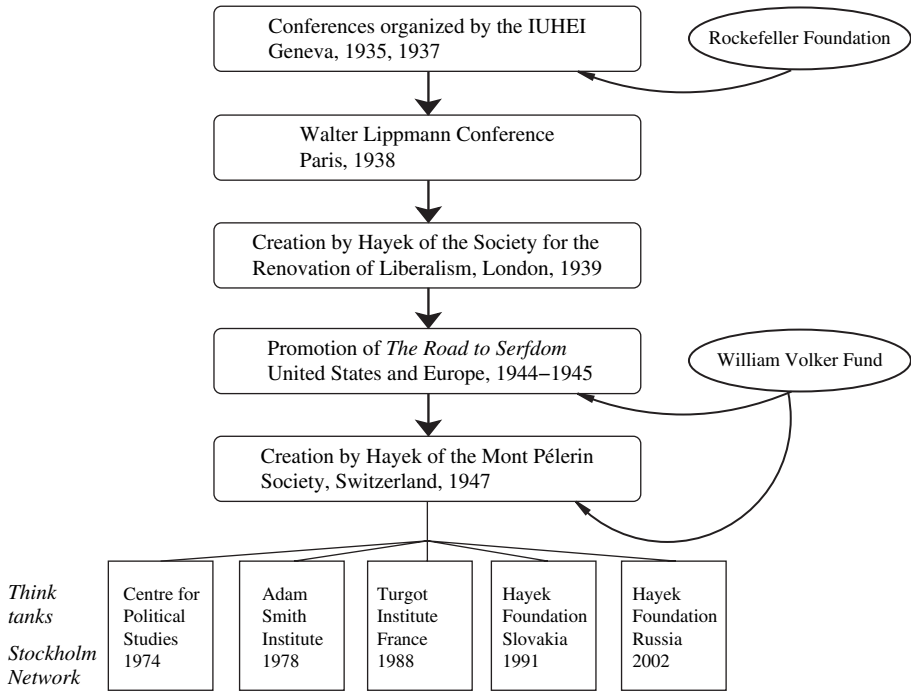 Conferences organized by the IUHEI
Geneva, 1935, 1937
Rockefeller Foundation
Walter Lippmann Conference
Paris, 1938
Creation by Hayek of the Society for the
Renovation of Liberalism, London, 1939
Promotion of The Road to Serfdom
United States and Europe, 1944–1945
William Volker Fund
Creation by Hayek of the Mont Pélerin
Society, Switzerland, 1947
Think
tanks
Stockholm
Network
Centre for
Political
Studies
1974
Adam
Smith
Institute
1978
Turgot
Institute
France
1988
Hayek
Foundation
Slovakia
1991
Hayek
Foundation
Russia
2002